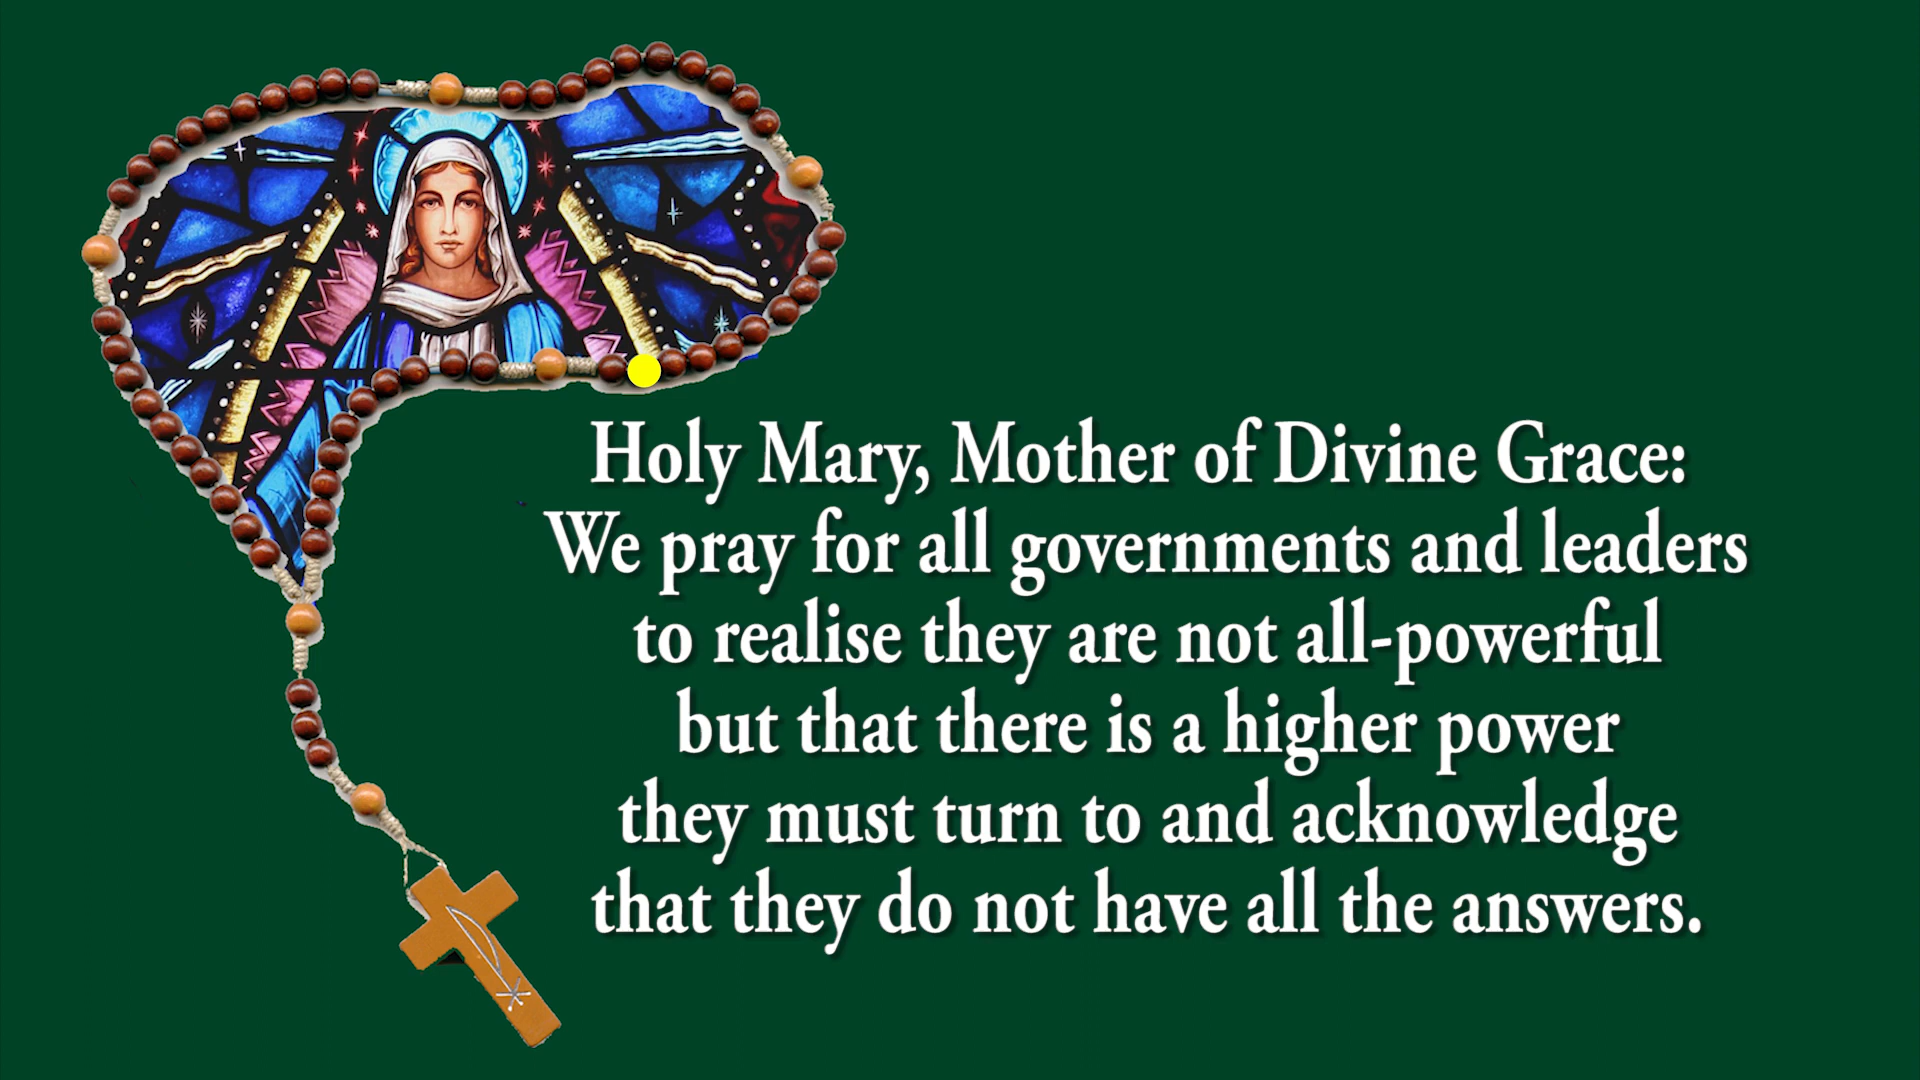 Holy Mary, Mother of Divine Grace:
We pray for all governments and leaders
to realise they are not all-powerful
but that there is a higher power
they must turn to and acknowledge
that they do not have all the answers.